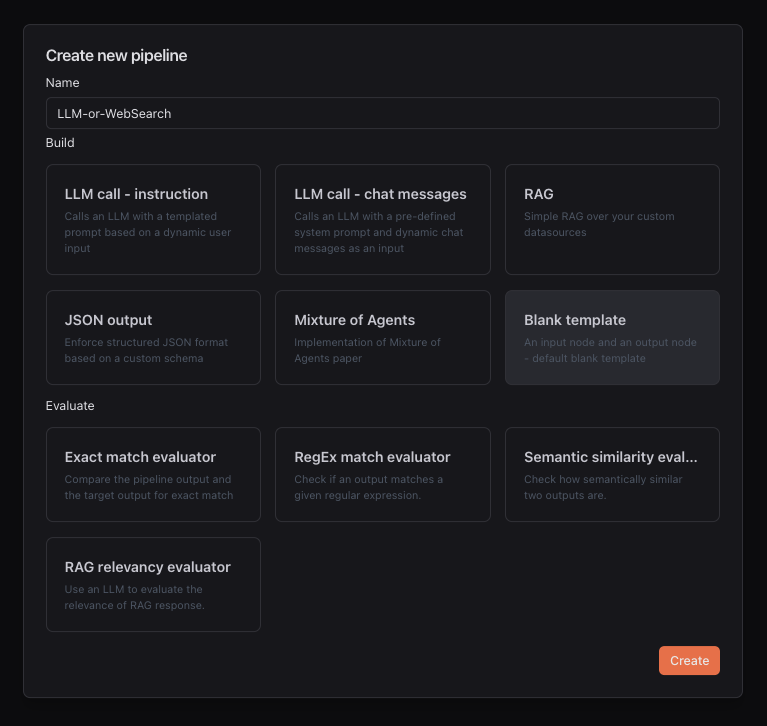 Create new pipeline
Name
LLM-or-WebSearch
Build
LLM call - instruction
Calls an LLM with a templated
prompt based on a dynamic user
input
LLM call - chat messages
Calls an LLM with a pre-defined
system prompt and dynamic chat
messages as an input
RAG
Simple RAG over your custom
datasources
JSON output
Enforce structured JSON format
based on a custom schema
Mixture of Agents
Implementation of Mixture of
Agents paper
Blank template
An input node and an output node
- default blank template
Evaluate
Exact match evaluator
Compare the pipeline output and
the target output for exact match
RegEx match evaluator
Check if an output matches a
given regular expression.
Semantic similarity eval...
Check how semantically similar
two outputs are.
RAG relevancy evaluator
Use an LLM to evaluate the
relevance of RAG response.
Create